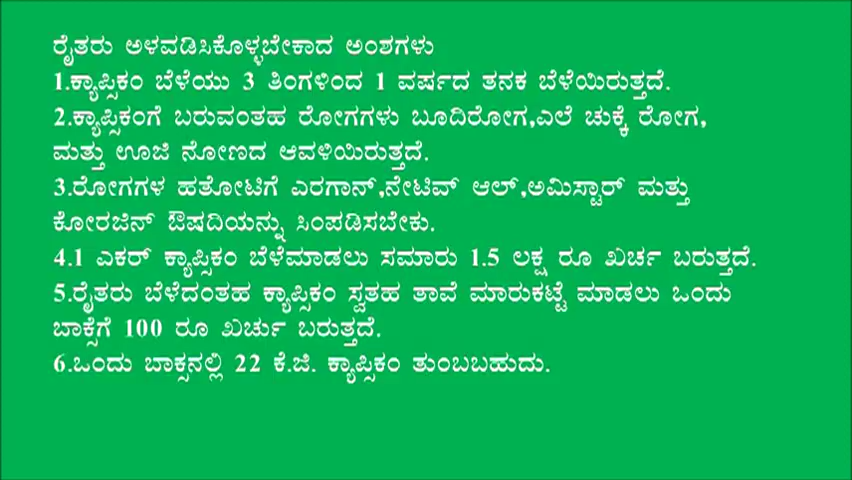 ರೈತರು ಅಳವಡಿಸಿಕೊಳ್ಳಬೇಕಾದ ಅಂಶಗಳು
1.ಕ್ಯಾಪ್ಸಿಕಂ ಬೆಳೆಯು 3 ತಿಂಗಳಿಂದ 1 ವರ್ಷದ ತನಕ ಬೆಳೆಯಿರುತ್ತದೆ.
2.ಕ್ಯಾಪ್ಸಿಕಂಗೆ ಬರುವಂತಹ ರೋಗಗಳು ಬೂದಿರೋಗ,ಎಲೆ ಚುಕ್ಕೆ ರೋಗ,
ಮತ್ತು ಊಜಿ ನೋಣದ ಆವಳಿಯಿರುತ್ತದೆ.
3.ರೋಗಗಳ ಹತೋಟಿಗೆ ಎರಗಾನ್,ನೇಟಿವ್ ಆಲ್,ಅಮಿಸ್ಟಾರ್ ಮತ್ತು
ಕೋರಜಿನ್ ಔಷದಿಯನ್ನು ಸಿಂಪಡಿಸಬೇಕು.
4.1 ಎಕರ್ ಕ್ಯಾಪ್ಸಿಕಂ ಬೆಳೆಮಾಡಲು ಸಮಾರು 1.5 ಲಕ್ಷ ರೂ ಖರ್ಚ ಬರುತ್ತದೆ.
5.ರೈತರು ಬೆಳೆದಂತಹ ಕ್ಯಾಪ್ಸಿಕಂ ಸ್ವತಹ ತಾವೆ ಮಾರುಕಟ್ಟೆ ಮಾಡಲು ಒಂದು
ಬಾಕ್ಸೆಗೆ 100 ರೂ ಖರ್ಚು ಬರುತ್ತದೆ.
6.ಒಂದು ಬಾಕ್ಸನಲ್ಲಿ 22 ಕೆ.ಜಿ. ಕ್ಯಾಪ್ಸಿಕಂ ತುಂಬಬಹುದು.